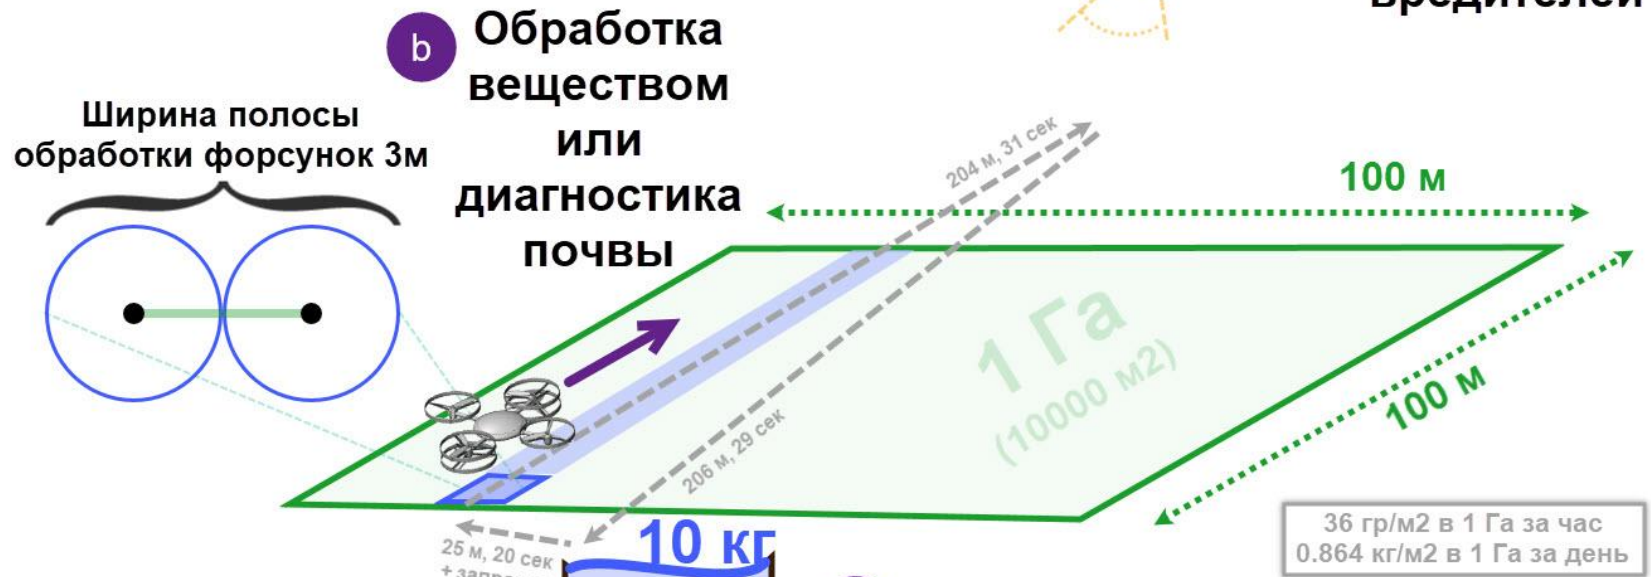 вредителей
b
Обработка
веществом
или
диагностика
почвы
Ширина полосы
обработки форсунок 3м
204 м, 31 сек
100 м
1 Га
(10000 м2)
100 м
206 м, 29 сек
10 кг
25 м, 20 сек
36 гр/м2 в 1 Га за час
0.864 кг/м2 в 1 Га за день